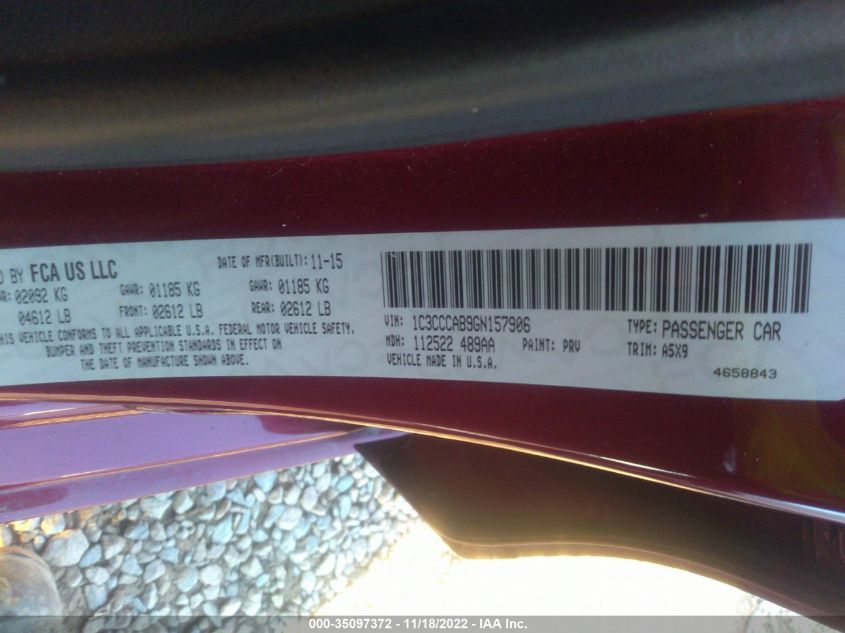 D BY FCA US LLC
DATE OF MFR(BUILT): 11-15
R: 02092 KG GAWR: 01185 KG GAWR: 01185 KG
04612 LB FRONT: 02612 LB REAR: 02612 LB
HIS VEHICLE CONFORMS TO ALL APPLICABLE U.S.A. FEDERAL MOTOR VEHICLE SAFETY,
BUMPER AND THEFT PREVENTION STANDARDS IN EFFECT ON
THE DATE OF MANUFACTURE SHOWN ABOVE.
VIN: 1C3CCCAB9GN157906 TYPE: PASSENGER CAR
MDH: 112522 489AA PAINT: PRV TRIM: A5X9
VEHICLE MADE IN U.S.A. 4658843
000-35097372 - 11/18/2022 - IAA Inc.